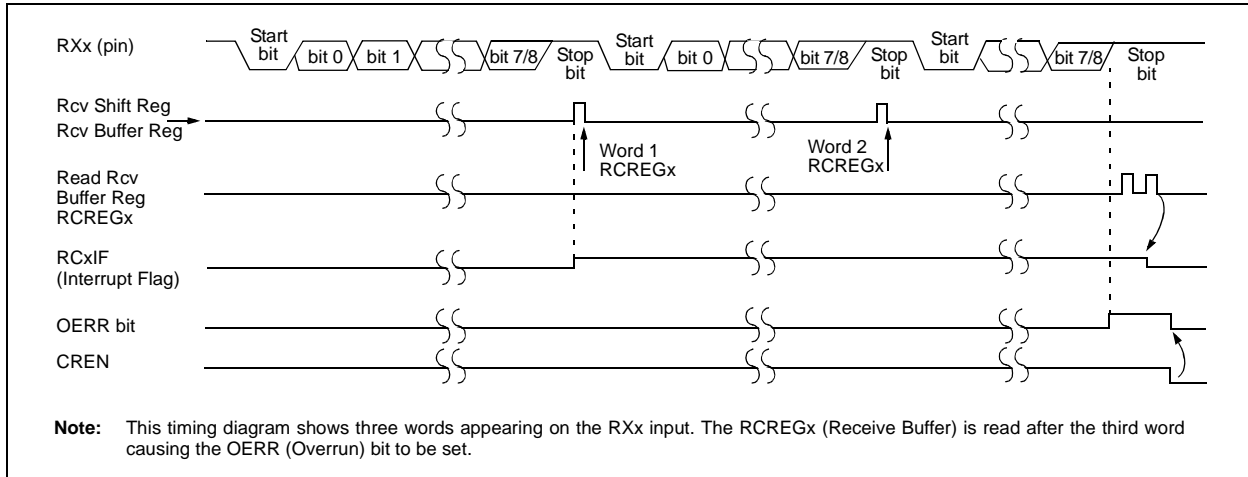 RXx (pin)
Start
bit
bit 0
bit 1
bit 7/8
Stop
bit
Start
bit
bit 0
bit 7/8
Stop
bit
Start
bit
bit 7/8
Stop
bit
Rcv Shift Reg
Rcv Buffer Reg
Word 1
RCREGx
Word 2
RCREGx
Read Rcv
Buffer Reg
RCREGx
RCxIF
(Interrupt Flag)
OERR bit
CREN
Note: This timing diagram shows three words appearing on the RXx input. The RCREGx (Receive Buffer) is read after the third word
causing the OERR (Overrun) bit to be set.